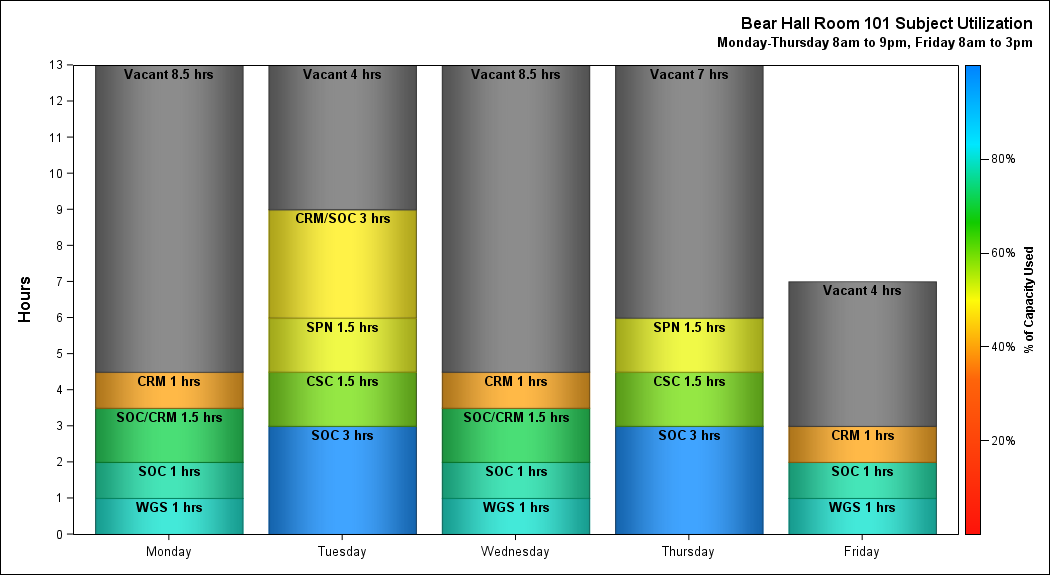 Bear Hall Room 101 Subject Utilization
Monday-Thursday 8am to 9pm, Friday 8am to 3pm
Hours
13
12
11
10
9
8
7
6
5
4
3
2
1
0
Vacant 8.5 hrs
CRM 1 hrs
SOC/CRM 1.5 hrs
SOC 1 hrs
WGS 1 hrs
Vacant 4 hrs
CRM/SOC 3 hrs
SPN 1.5 hrs
CSC 1.5 hrs
SOC 3 hrs
Vacant 8.5 hrs
CRM 1 hrs
SOC/CRM 1.5 hrs
SOC 1 hrs
WGS 1 hrs
Vacant 7 hrs
SPN 1.5 hrs
CSC 1.5 hrs
SOC 3 hrs
Vacant 4 hrs
CRM 1 hrs
SOC 1 hrs
WGS 1 hrs
Monday
Tuesday
Wednesday
Thursday
Friday
80%
60%
40%
20%
% of Capacity Used